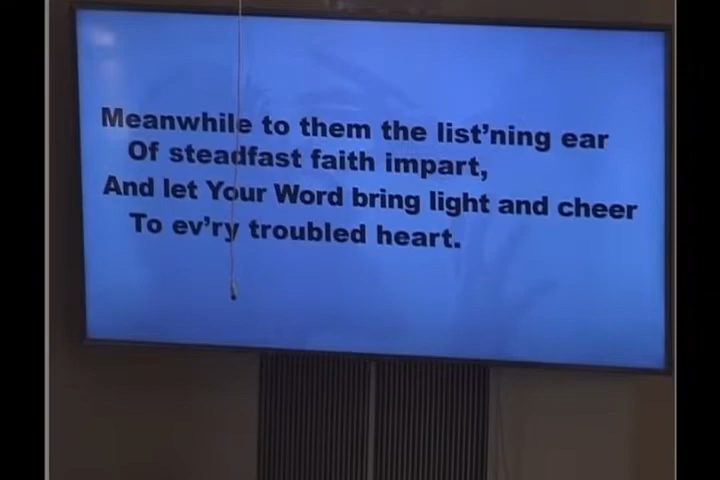 Meanwhile to them the list'ning ear
Of steadfast faith impart,
And let Your Word bring light and cheer
To ev'ry troubled heart.